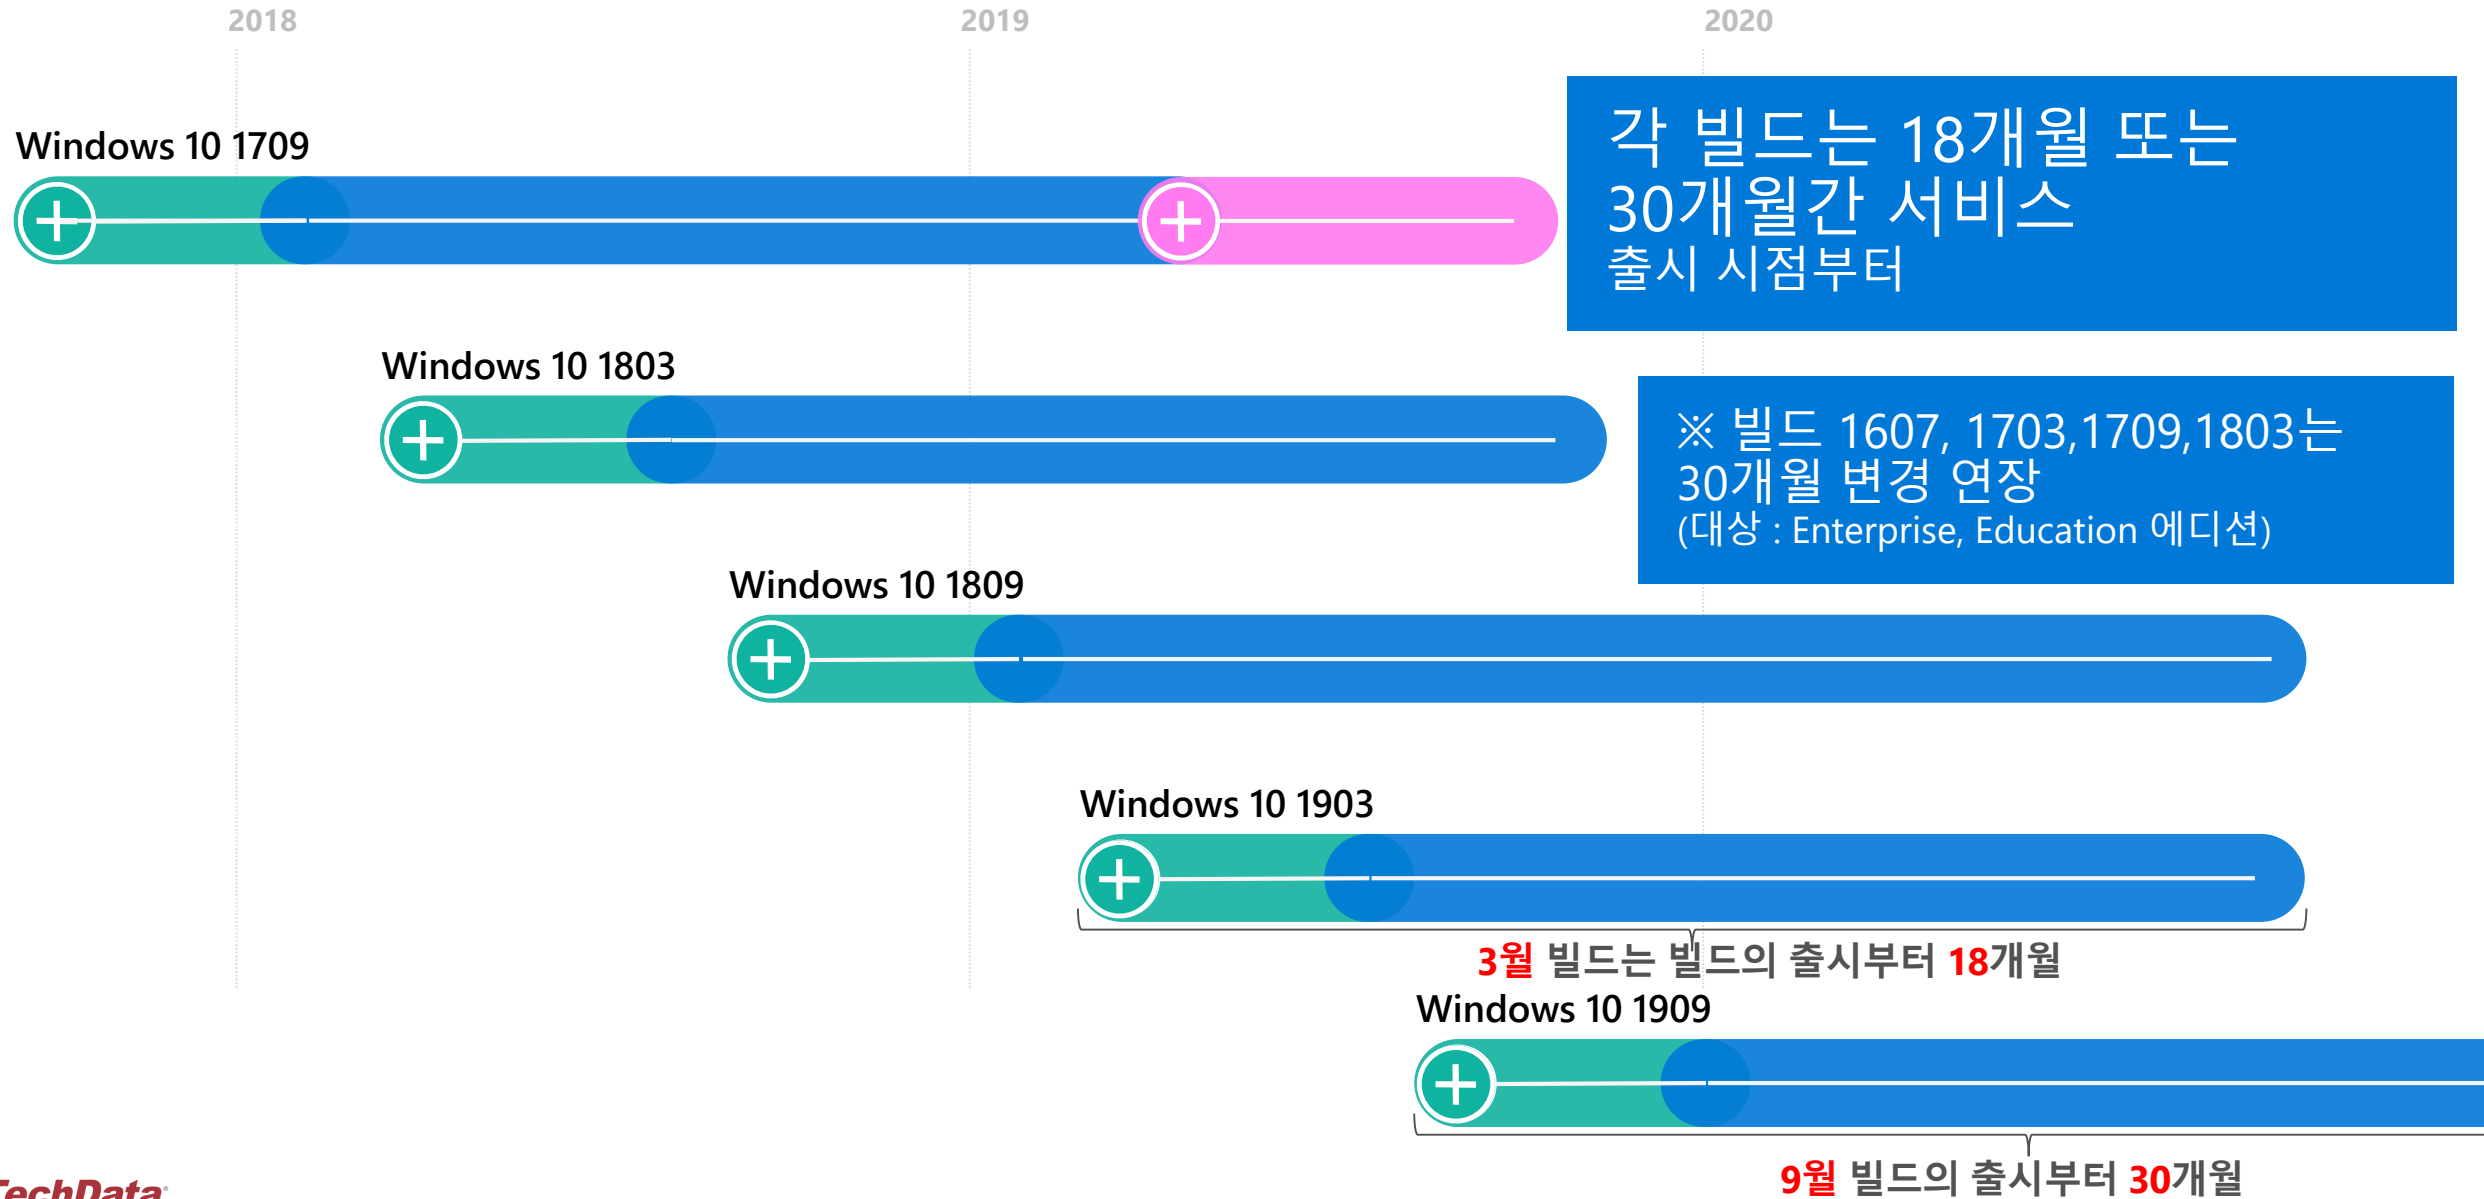 2018
2019
2020
Windows 10 1709
각 빌드는 18개월 또는
30개월간 서비스
출시 시점부터
Windows 10 1803
※ 빌드 1607, 1703,1709,1803는
30개월 변경 연장
(대상 : Enterprise, Education 에디션)
Windows 10 1809
Windows 10 1903
3월 빌드는 빌드의 출시부터 18개월
Windows 10 1909
9월 빌드의 출시부터 30개월
TechData